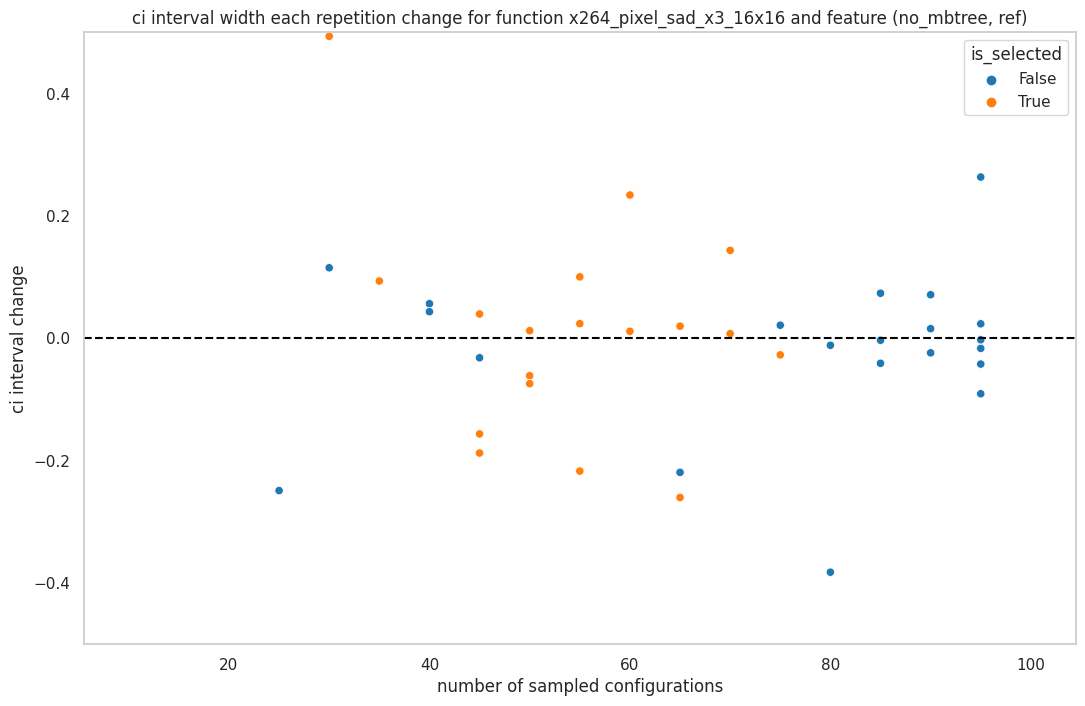 ci interval width each repetition change for function x264_pixel_sad_x3_16x16 and feature (no_mbtree, ref)
is_selected
False
True
0.4
0.2
0.0
−0.2
−0.4
ci interval change
20 40 60 80 100
number of sampled configurations